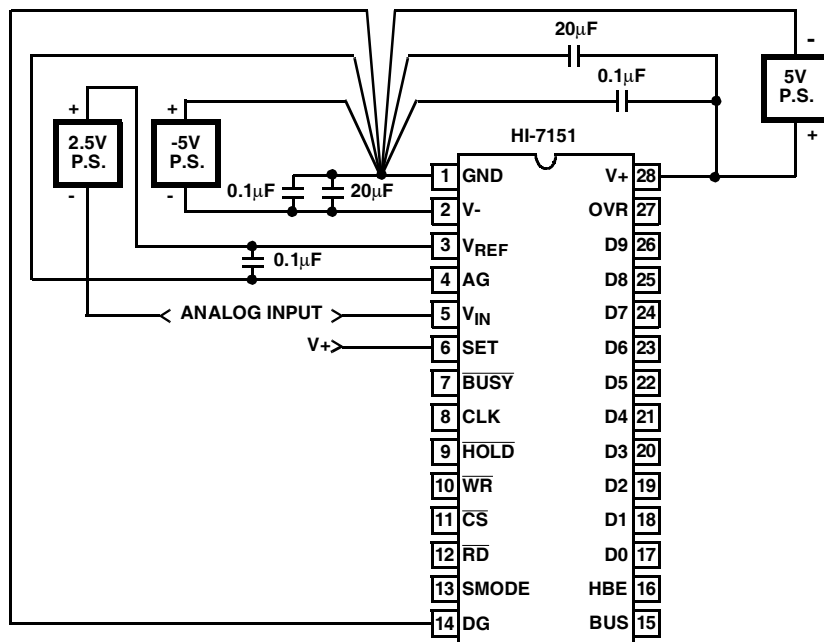 20μF
-
0.1μF
5V
P.S.
+
+
2.5V
P.S.
-
+
-5V
P.S.
-
HI-7151
0.1μF
20μF
0.1μF
ANALOG INPUT
V+
1 GND
2 V-
3 VREF
4 AG
5 VIN
6 SET
7 BUSY
8 CLK
9 HOLD
10 WR
11 CS
12 RD
13 SMODE
14 DG
V+ 28
OVR 27
D9 26
D8 25
D7 24
D6 23
D5 22
D4 21
D3 20
D2 19
D1 18
D0 17
HBE 16
BUS 15